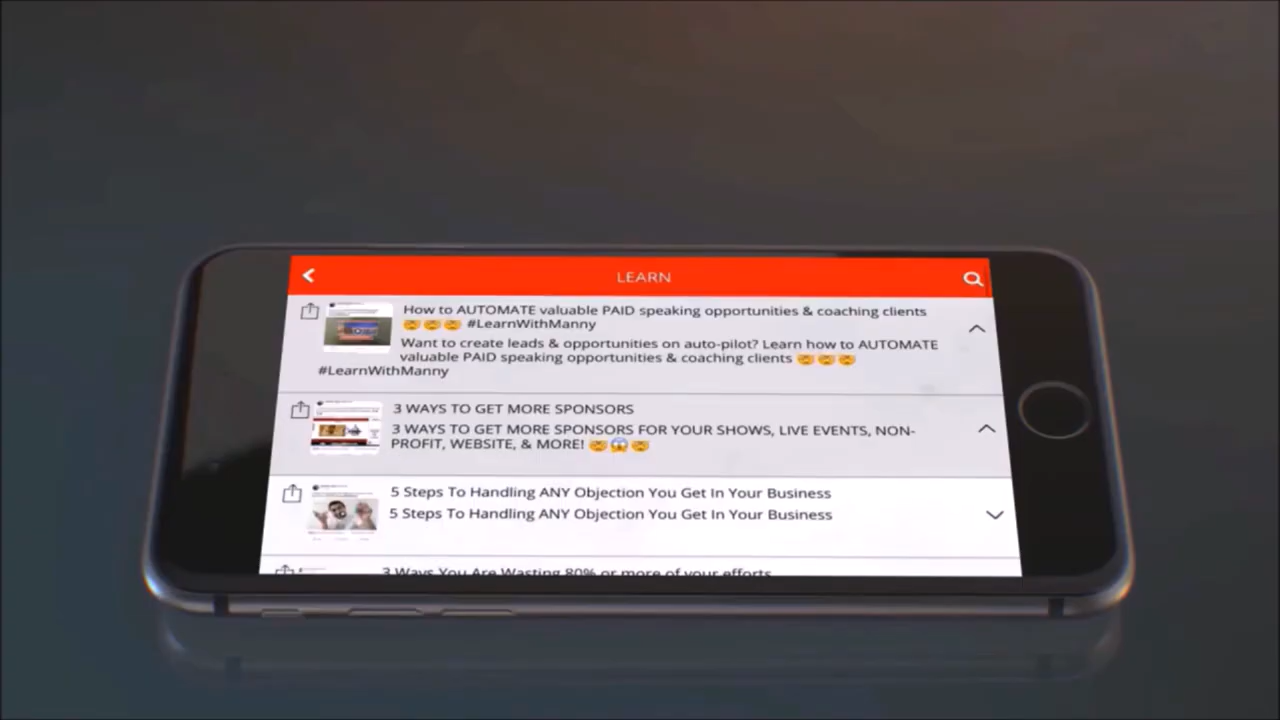 LEARN
How to AUTOMATE valuable PAID speaking opportunities & coaching clients
🤯🤯🤯 #LearnWithManny
Want to create leads & opportunities on auto-pilot? Learn how to AUTOMATE
valuable PAID speaking opportunities & coaching clients 🤯🤯🤯
#LearnWithManny
3 WAYS TO GET MORE SPONSORS
3 WAYS TO GET MORE SPONSORS FOR YOUR SHOWS, LIVE EVENTS, NON-
PROFIT, WEBSITE, & MORE! 🤯😱🤯
5 Steps To Handling ANY Objection You Get In Your Business
5 Steps To Handling ANY Objection You Get In Your Business
3 Ways You Are Wasting 80% or more of your efforts